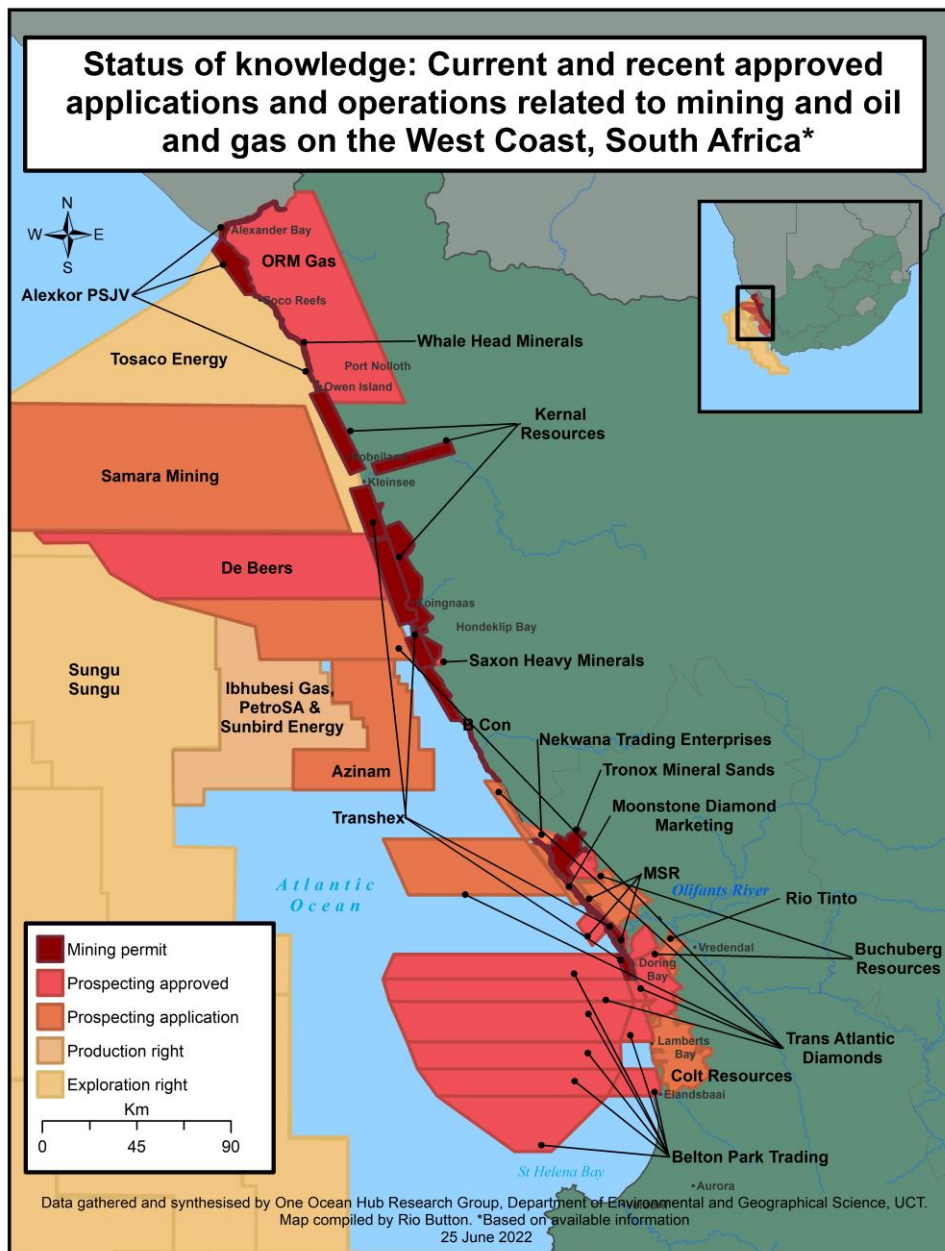 Status of knowledge: Current and recent approved
applications and operations related to mining and oil
and gas on the West Coast, South Africa*
N
W
E
S
Alexander Bay
ORM Gas
Alexkor PSJV
Soco Reefs
Tosaco Energy
Whale Head Minerals
Port Nolloth
Owen Island
Kernal
Resources
Samara Mining
Kleinsee
De Beers
Koingnaas
Hondeklip Bay
Saxon Heavy Minerals
Sungu
Sungu
Ibhubesi Gas,
PetroSA &
Sunbird Energy
B Con
Nekwana Trading Enterprises
Azinam
Tronox Mineral Sands
Moonstone Diamond
Marketing
Transhex
MSR
Atlantic
Ocean
Olifants River
Rio Tinto
Vredendal
Buchuberg
Resources
Doring
Bay
Trans Atlantic
Diamonds
Lamberts
Bay
Colt Resources
Elandsbaai
Belton Park Trading
St Helena Bay
Aurora
Mining permit
Prospecting approved
Prospecting application
Production right
Exploration right
Km
0 45 90
Data gathered and synthesised by One Ocean Hub Research Group, Department of Environmental and Geographical Science, UCT.
Map compiled by Rio Button. *Based on available information
25 June 2022